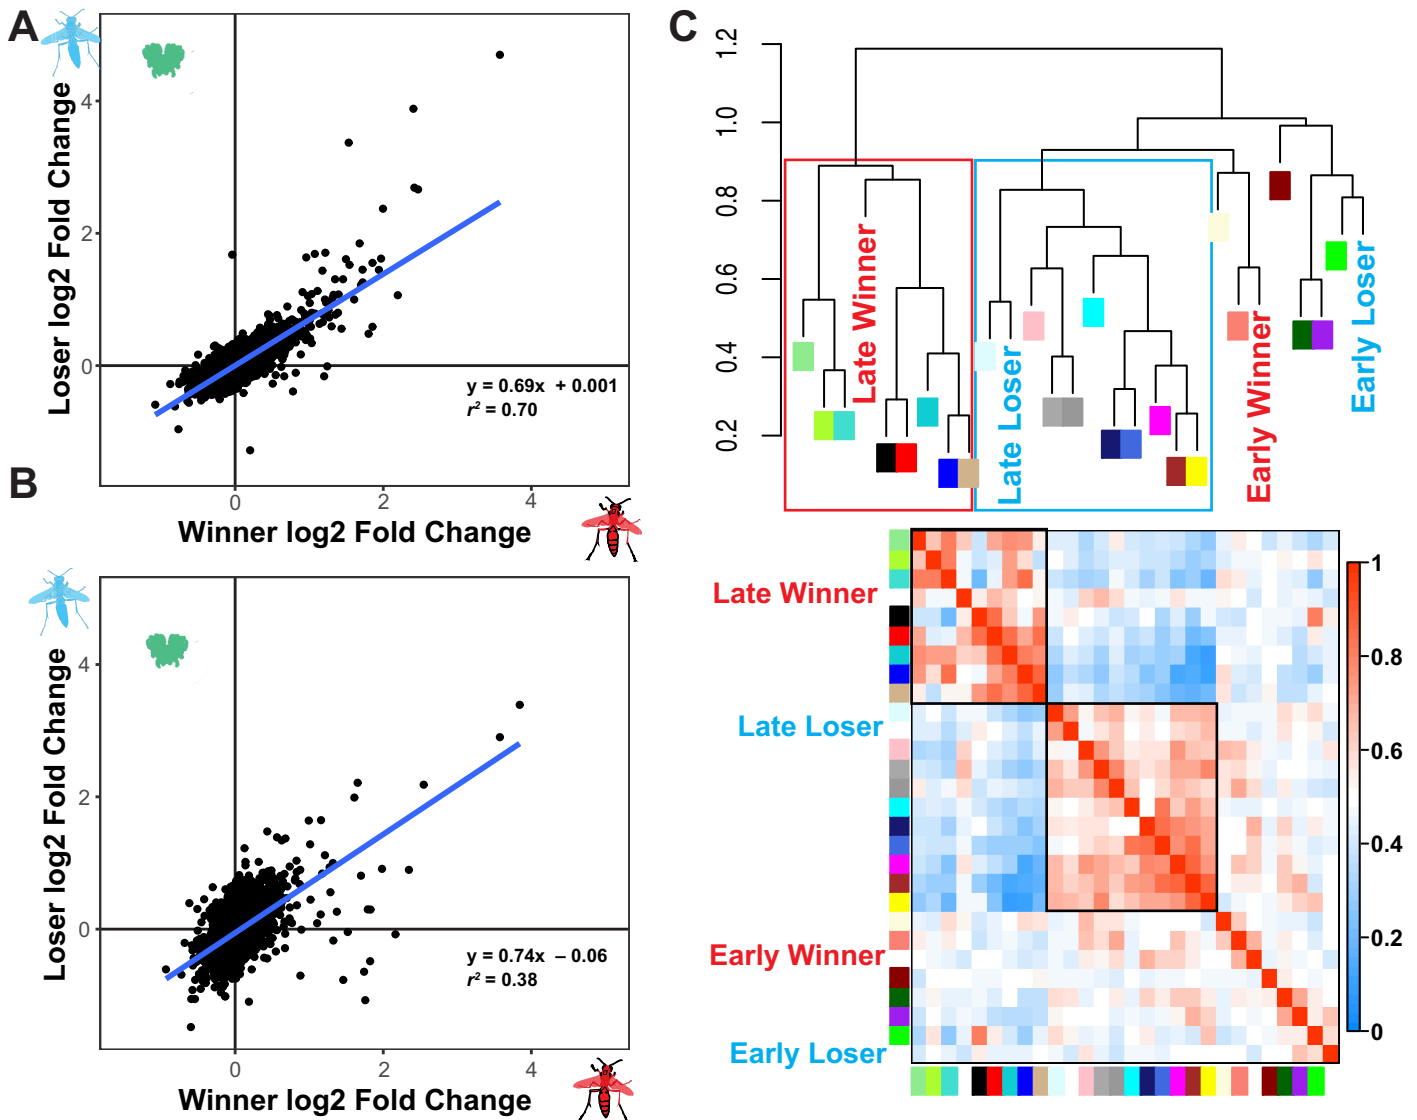 A
Loser log2 Fold Change
4
2
0
y = 0.69x + 0.001
r² = 0.70
0
2
4
Winner log2 Fold Change
B
Loser log2 Fold Change
4
2
0
y = 0.74x − 0.06
r² = 0.38
0
2
4
Winner log2 Fold Change
C
1.2
1.0
0.8
0.6
0.4
0.2
Late Winner
Late Loser
Early Winner
Early Loser
Late Winner
Late Loser
Early Winner
Early Loser
1
0.8
0.6
0.4
0.2
0